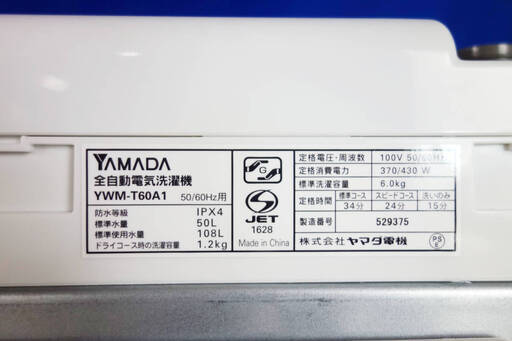 YAMADA
全自動電気洗濯機
YWM-T60A1 50/60Hz用
防水等級 IPX4
標準水量 50L
標準使用水量 108L
ドライコース時の洗濯容量 1.2kg
G
S
JET
1628
Made in China
定格電圧・周波数 100V 50/60Hz
定格消費電力 370/430 W
標準洗濯容量 6.0kg
定格時間 標準コース スピードコース 洗いのみ
34分 24分 15分
製造番号 529375
株式会社 ヤマダ電機
PS
E